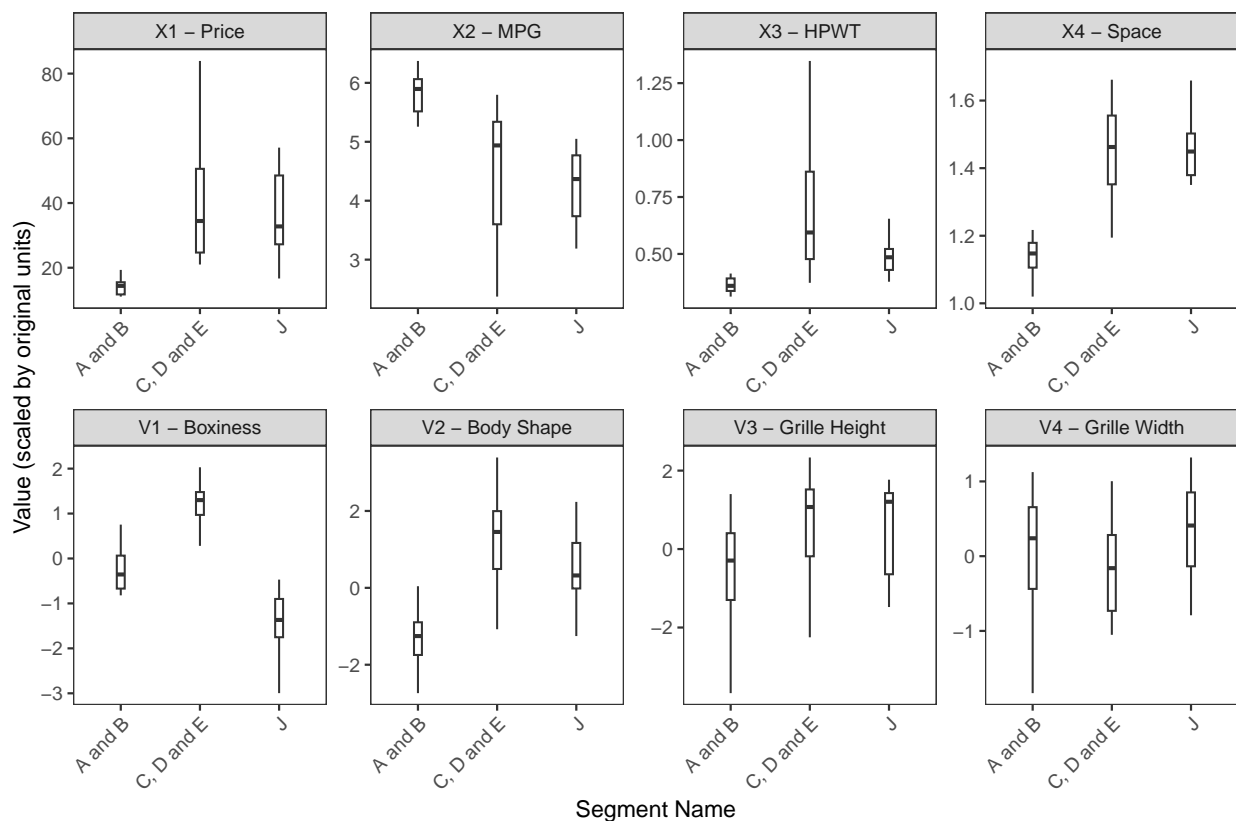 X1 – Price
X2 – MPG
X3 – HPWT
X4 – Space
80
60
40
20
6
5
4
3
1.25
1.00
0.75
0.50
1.6
1.4
1.2
1.0
A and B
C, D and E
J
A and B
C, D and E
J
A and B
C, D and E
J
A and B
C, D and E
J
Value (scaled by original units)
V1 – Boxiness
V2 – Body Shape
V3 – Grille Height
V4 – Grille Width
2
1
0
−1
−2
−3
2
0
−2
2
0
−2
1
0
−1
A and B
C, D and E
J
A and B
C, D and E
J
A and B
C, D and E
J
A and B
C, D and E
J
Segment Name